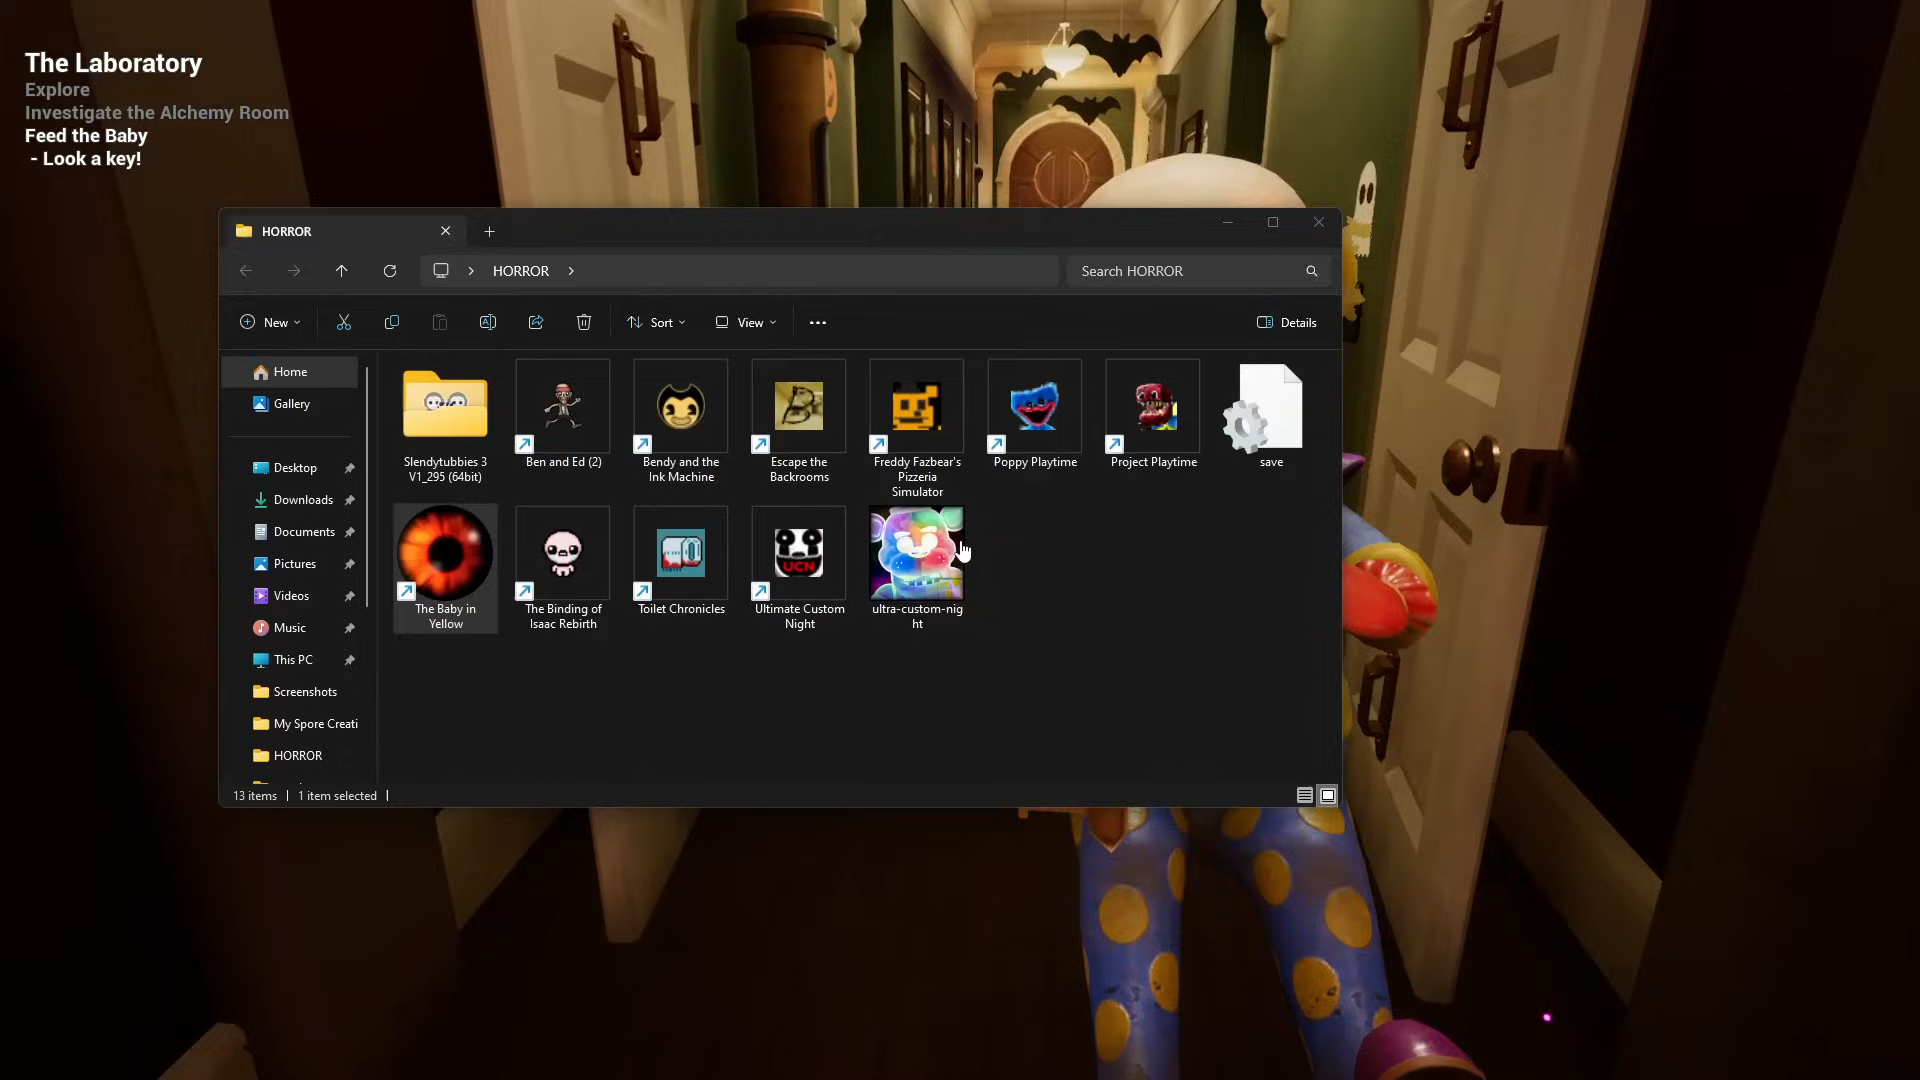 The Laboratory
Explore
Investigate the Alchemy Room
Feed the Baby
- Look a key!
HORROR
HORROR
Search HORROR
New
Sort
View
Details
Home
Gallery
Desktop
Downloads
Documents
Pictures
Videos
Music
This PC
Screenshots
My Spore Creati
HORROR
Slendytubbies 3
V1_295 (64bit)
Ben and Ed (2)
Bendy and the
Ink Machine
B
Escape the
Backrooms
Freddy Fazbear's
Pizzeria
Simulator
Poppy Playtime
Project Playtime
save
The Baby in
Yellow
The Binding of
Isaac Rebirth
Toilet Chronicles
UCN
Ultimate Custom
Night
ultra-custom-nig
ht
13 items
1 item selected